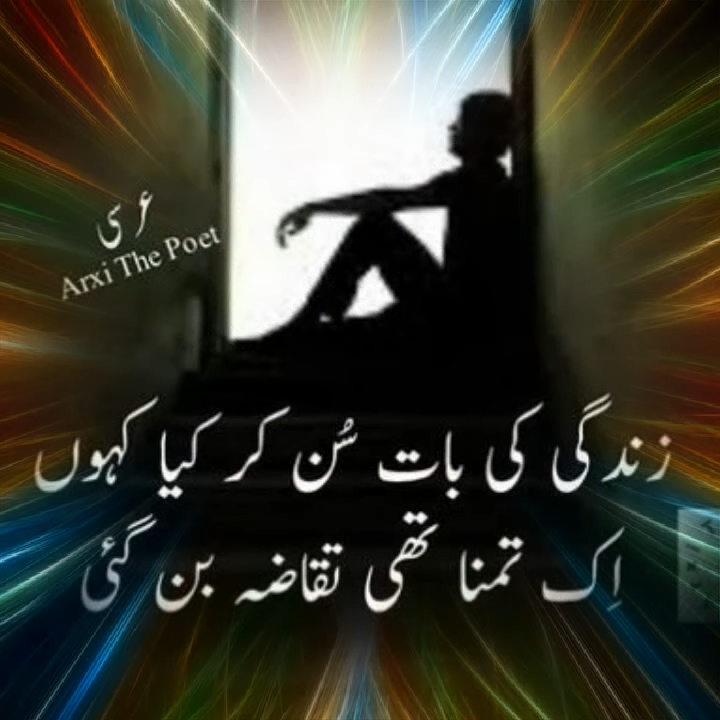 عرسی
Arxi The Poet
زندگی کی بات سُن کر کیا کہوں
اِک تمنا تھی تقاضہ بن گئی